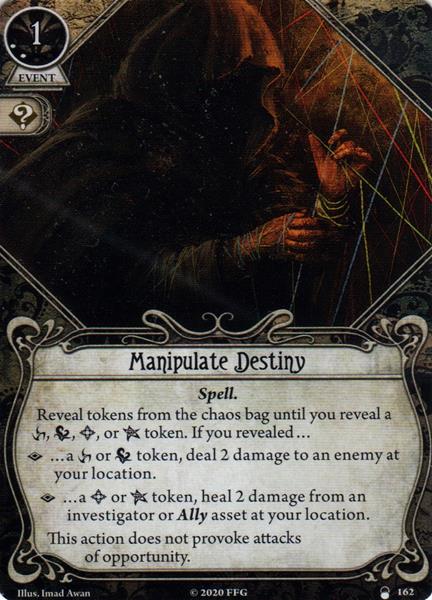 1
EVENT
?
Manipulate Destiny
Spell.
Reveal tokens from the chaos bag until you reveal a
, , , or token. If you revealed…
…a or token, deal 2 damage to an enemy at
your location.
…a or token, heal 2 damage from an
investigator or Ally asset at your location.
This action does not provoke attacks
of opportunity.
Illus. Imad Awan © 2020 FFG 162